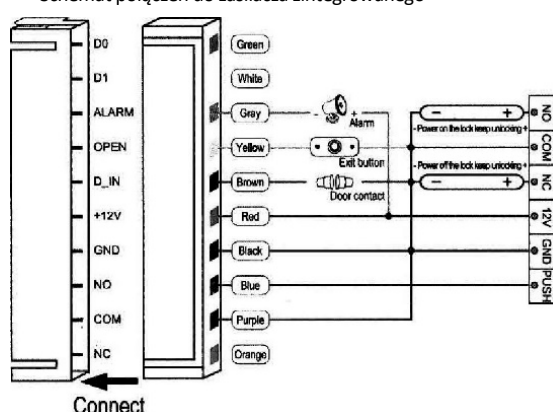 Schemat połączeń do zasilacza zintegrowanego
D0
D1
ALARM
OPEN
D_IN
+12V
GND
NO
COM
NC
Green
White
Gray
Yellow
Brown
Red
Black
Blue
Purple
Orange
- +
Alarm
Exit button
Door contact
- +
- Power on the lock keep unlocking +
- Power off the lock keep unlocking +
- +
NO
COM
NC
12V
GND
PUSH
Connect